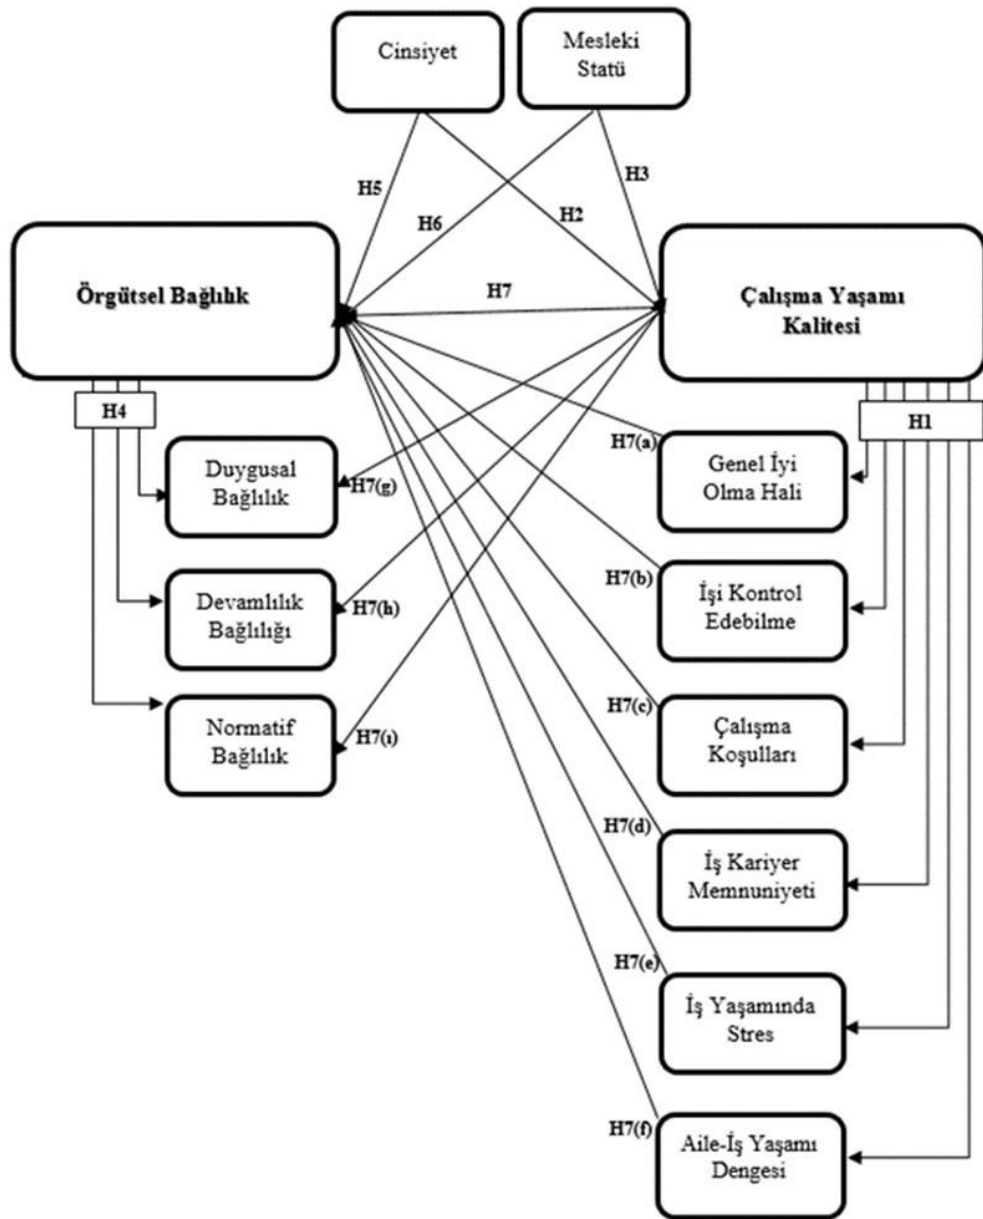 Cinsiyet
Mesleki
Statü
H5
H6
H2
H3
Örgütsel Bağlılık
H7
Çalışma Yaşamı
Kalitesi
H4
H1
Duygusal
Bağlılık
H7(g)
H7(a)
Genel İyi
Olma Hali
Devamlılık
Bağlılığı
H7(h)
H7(b)
İşi Kontrol
Edebilme
Normatif
Bağlılık
H7(ı)
H7(c)
Çalışma
Koşulları
H7(d)
İş Kariyer
Memnuniyeti
H7(e)
İş Yaşamında
Stres
H7(f)
Aile-İş Yaşamı
Dengesi